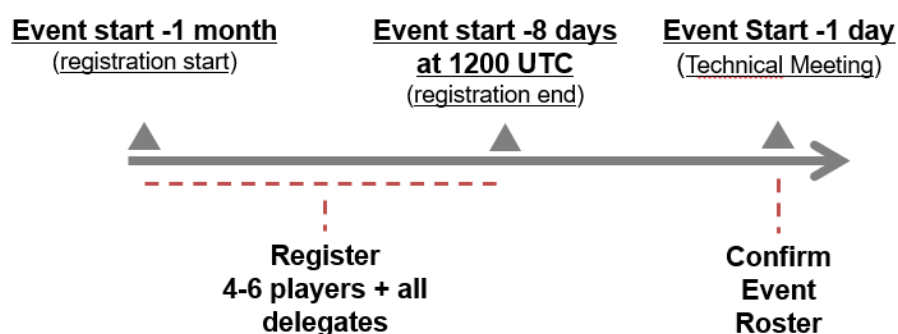 Event start -1 month
(registration start)
Event start -8 days
at 1200 UTC
(registration end)
Event Start -1 day
(Technical Meeting)
Register
4-6 players + all
delegates
Confirm
Event
Roster